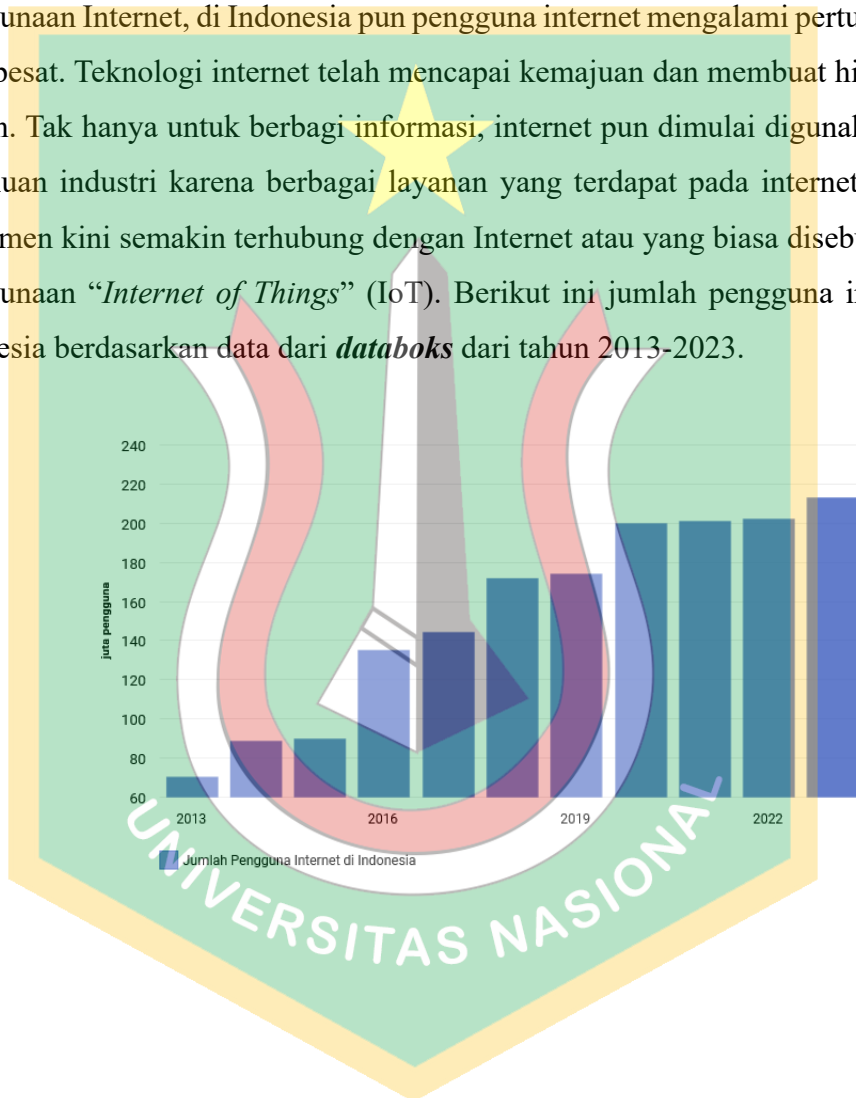 unaan Internet, di Indonesia pun pengguna internet mengalami pertu
pesat. Teknologi internet telah mencapai kemajuan dan membuat hi
n. Tak hanya untuk berbagi informasi, internet pun dimulai diguna
uan industri karena berbagai layanan yang terdapat pada internet
men kini semakin terhubung dengan Internet atau yang biasa disebu
unaan “Internet of Things” (IoT). Berikut ini jumlah pengguna i
esia berdasarkan data dari databoks dari tahun 2013-2023.
240
220
200
180
160
juta pengguna
140
120
100
80
60
2013 2016 2019 2022
Jumlah Pengguna Internet di Indonesia
UNIVERSITAS NASIONAL